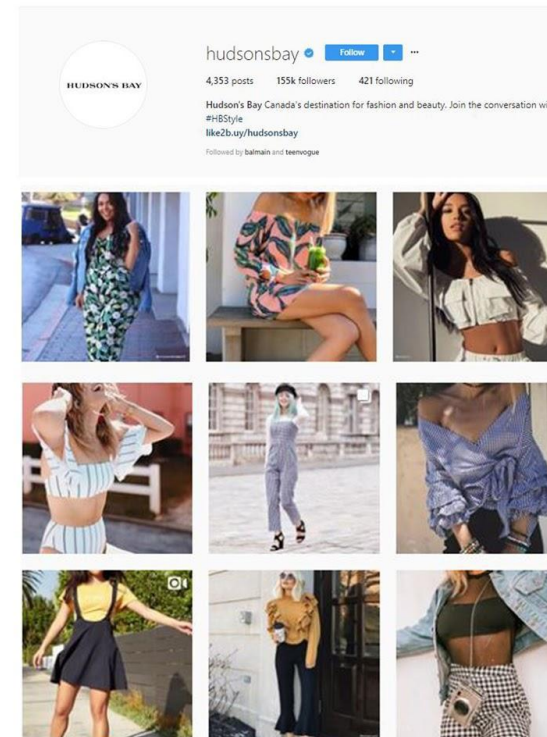 hudsonsbay Follow
HUDSON'S BAY
4,353 posts 155k followers 421 following
Hudson's Bay Canada's destination for fashion and beauty. Join the conversation wi
#HBStyle
like2b.uy/hudsonsbay
Followed by balmain and teenvogue